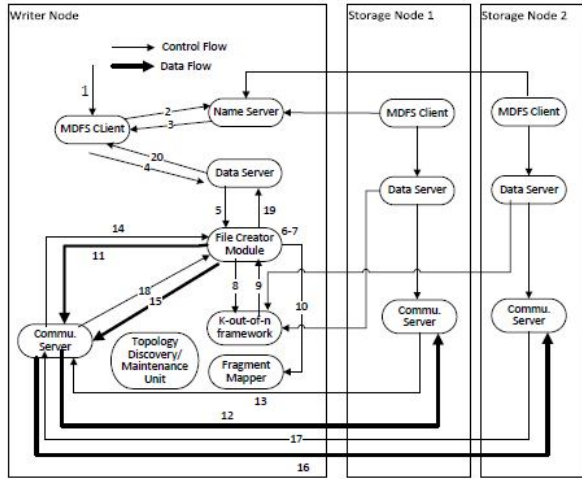 Writer Node
Storage Node 1
Storage Node 2
Control Flow
Data Flow
1
2
3
MDFS CLient
Name Server
MDFS Client
MDFS Client
20
4
Data Server
Data Server
Data Server
5
19
14
6-7
File Creator
Module
11
18
15
8
9
10
K-out-of-n
framework
Commu.
Server
Topology
Discovery/
Maintenance
Unit
Fragment
Mapper
Commu.
Server
Commu.
Server
13
12
17
16